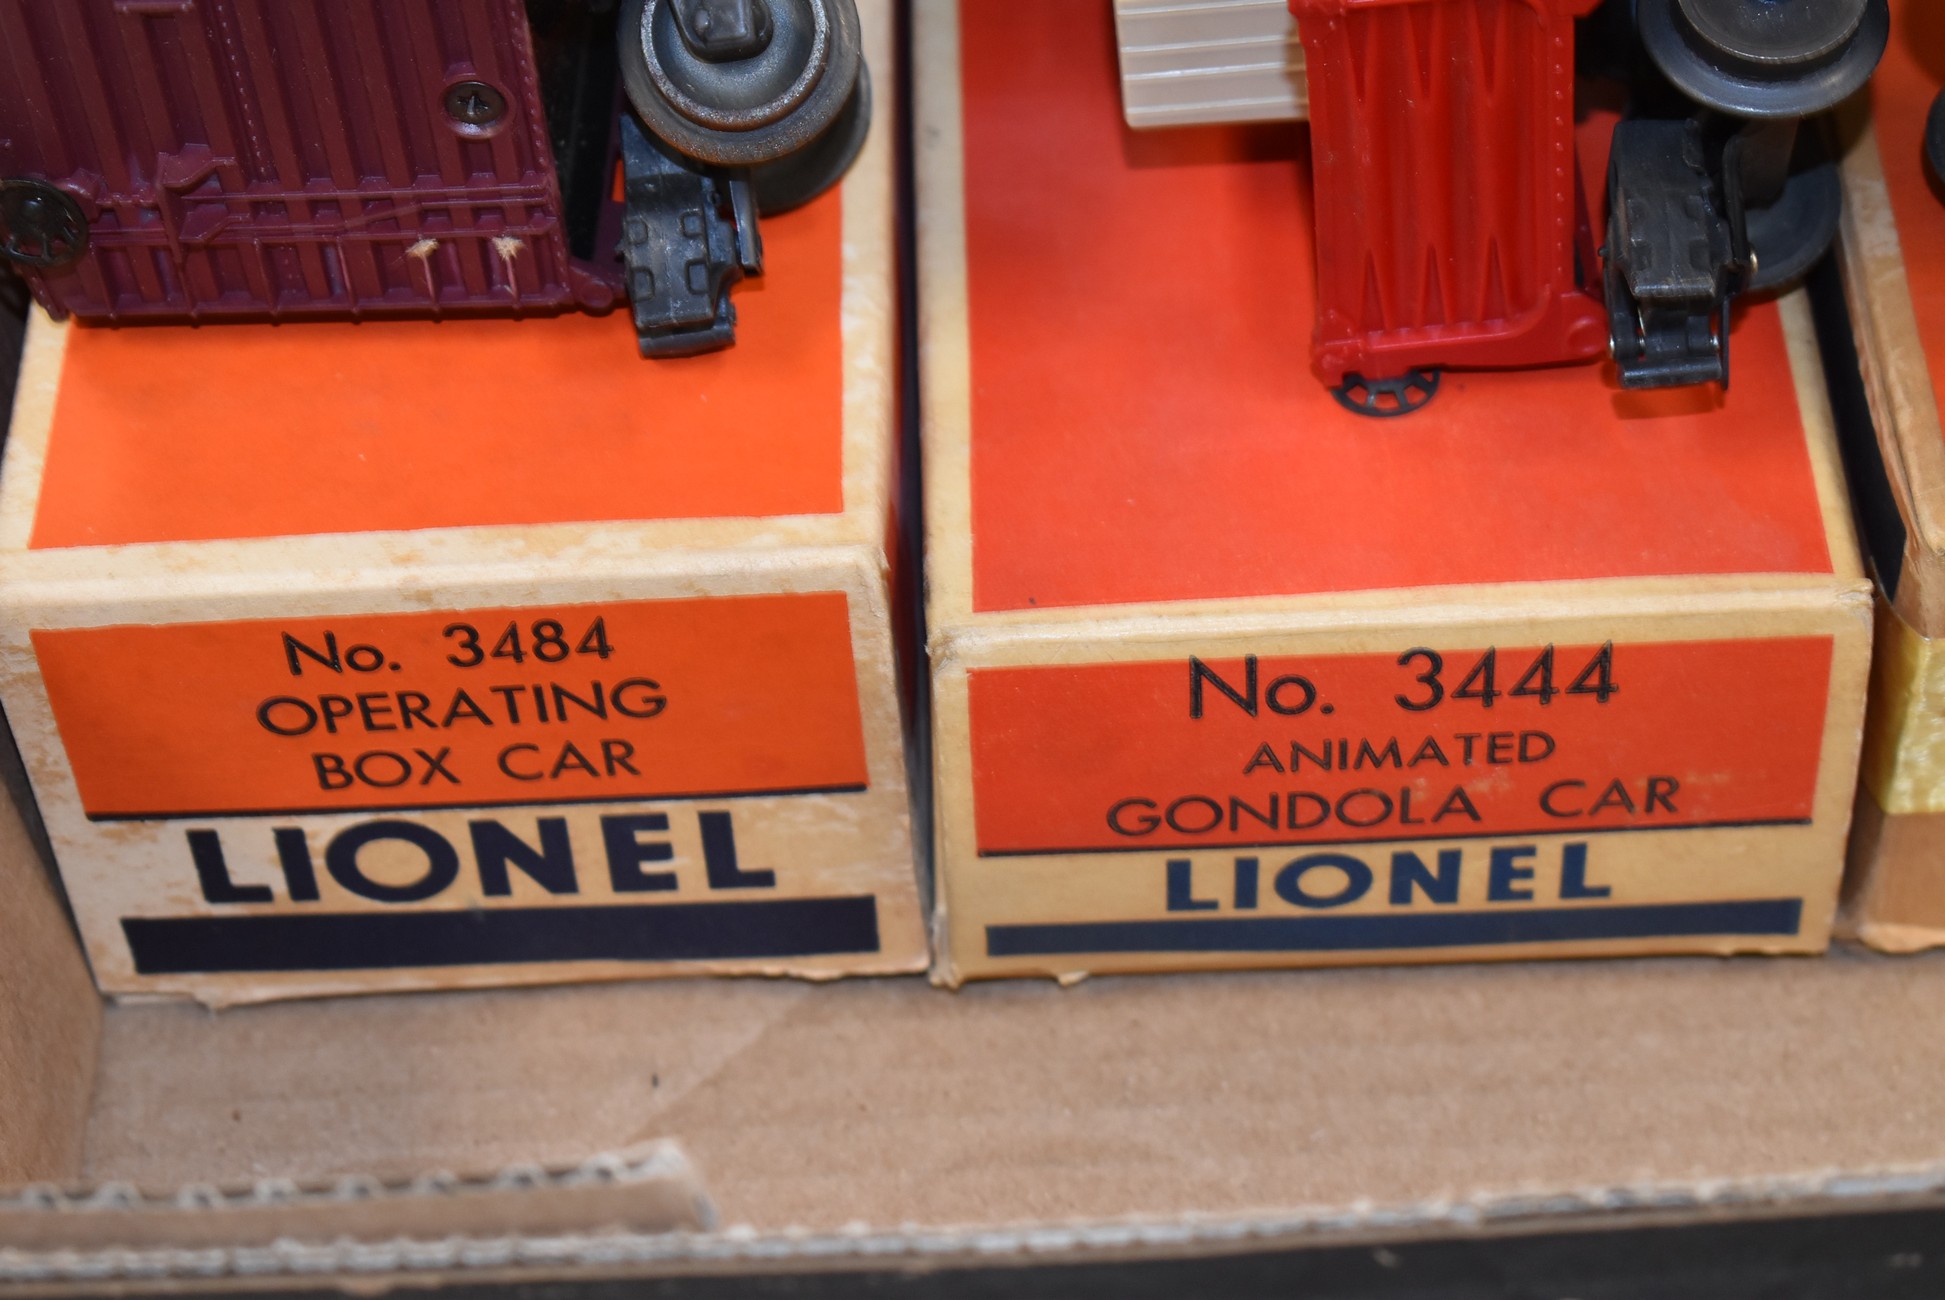 No. 3484
OPERATING
BOX CAR
LIONEL
No. 3444
ANIMATED
GONDOLA CAR
LIONEL